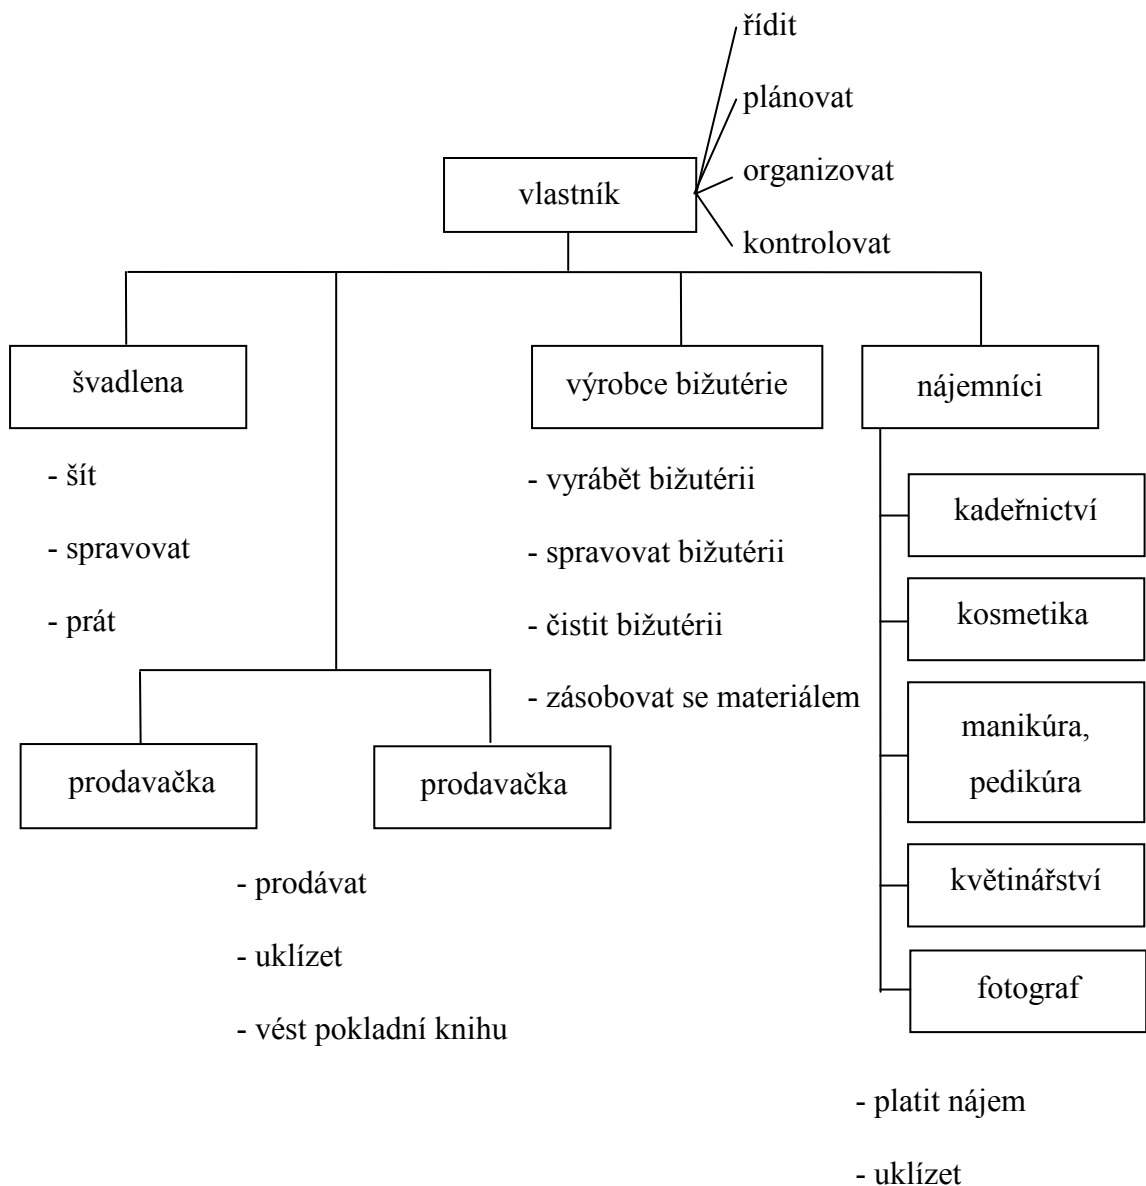 řídit
plánovat
organizovat
vlastník
kontrolovat
švadlena
výrobce bižutérie
nájemníci
- šít
- spravovat
- prát
- vyrábět bižutérii
- spravovat bižutérii
- čistit bižutérii
- zásobovat se materiálem
kadeřnictví
kosmetika
manikúra,
pedikúra
květinářství
fotograf
prodavačka
prodavačka
- prodávat
- uklízet
- vést pokladní knihu
- platit nájem
- uklízet